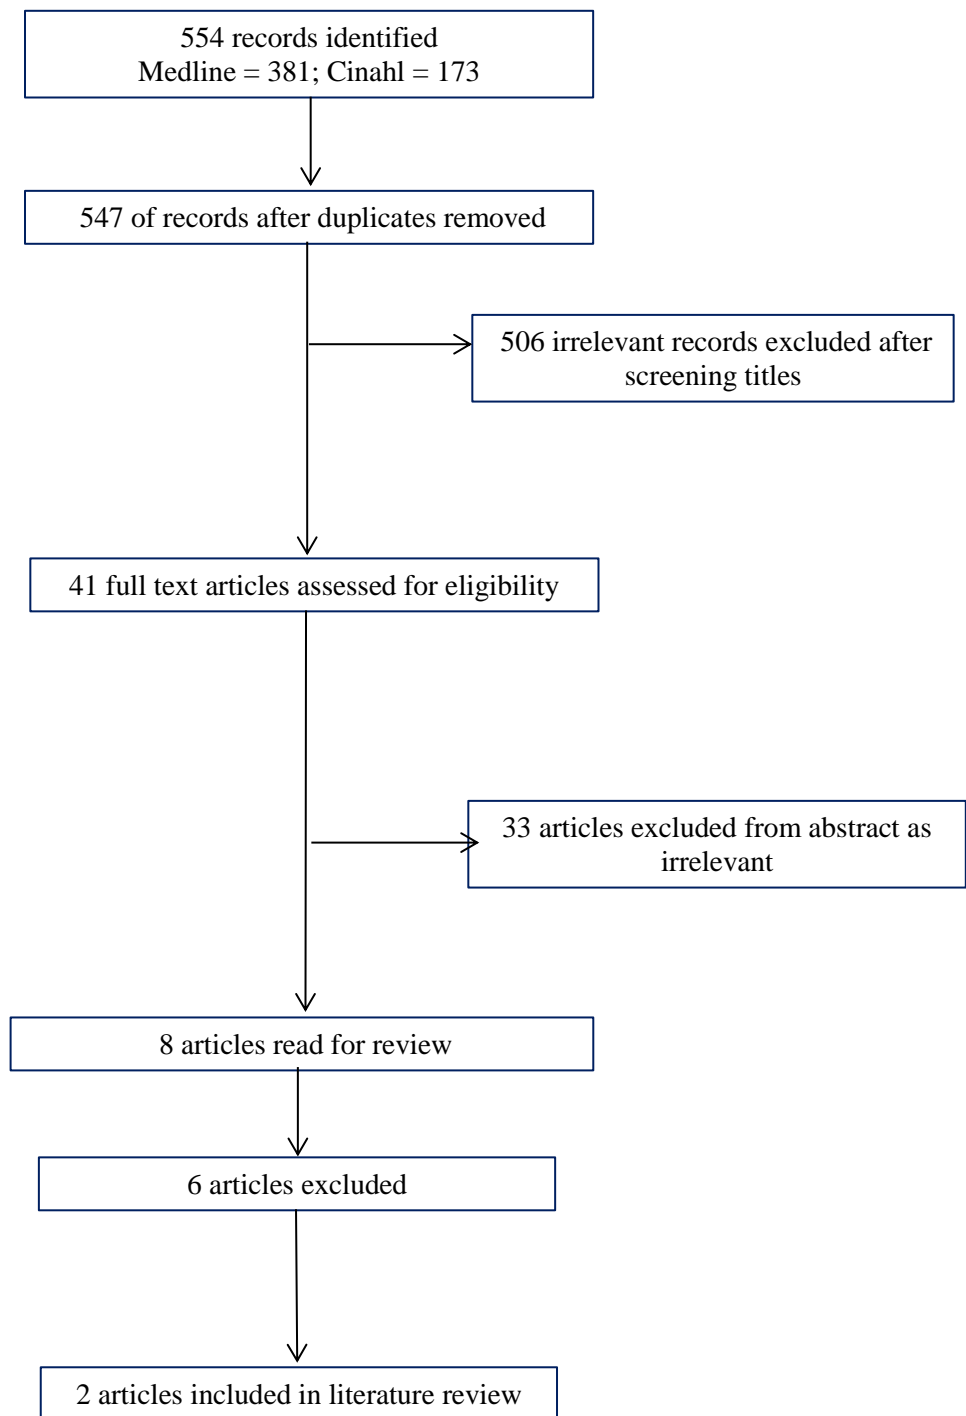 554 records identified
Medline = 381; Cinahl = 173
547 of records after duplicates removed
506 irrelevant records excluded after
screening titles
41 full text articles assessed for eligibility
33 articles excluded from abstract as
irrelevant
8 articles read for review
6 articles excluded
2 articles included in literature review